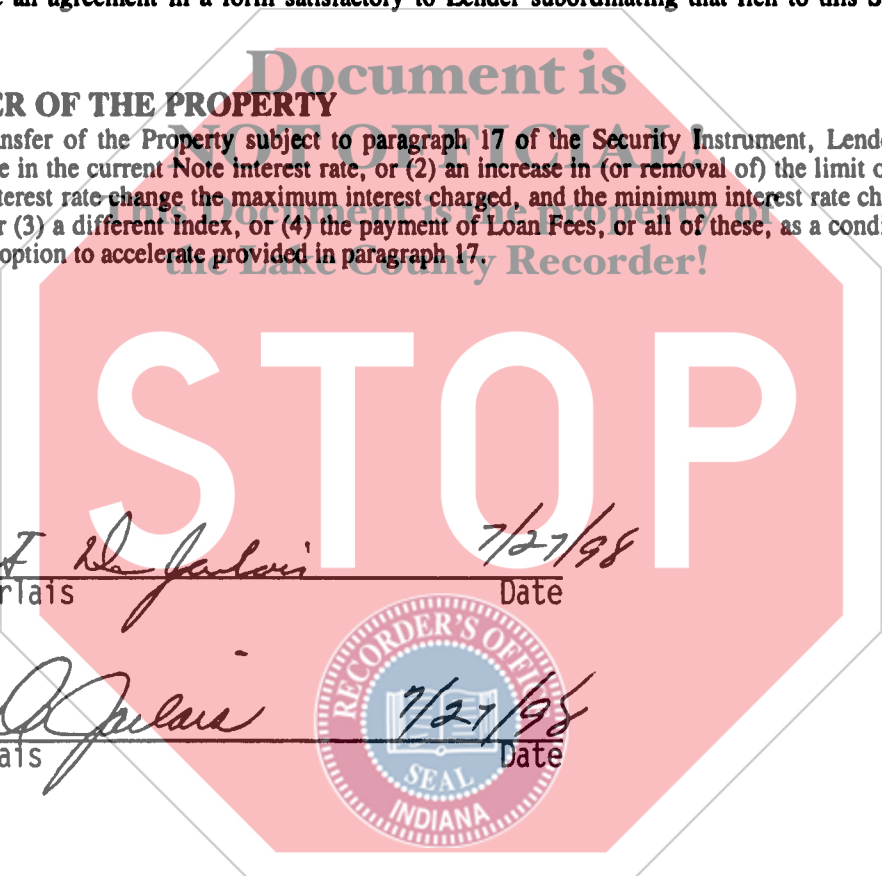 an agreement in a form satisfactory to Lender subordinating that lien to this S
Document is
ER OF THE PROPERTY
NOT OFFICIAL!
nsfer of the Property subject to paragraph 17 of the Security Instrument, Lend
e in the current Note interest rate, or (2) an increase in (or removal of) the limit o
terest rate change the maximum interest charged, and the minimum interest rate ch
This Document is the property of
r (3) a different Index, or (4) the payment of Loan Fees, or all of these, as a condi
option to accelerate provided in paragraph 17.
the Lake County Recorder!
STOP
De Jarlais 7/27/98
rlais Date
RECORDER'S OFFICE
De Jarlais 7/27/98
ais Date
SEAL
INDIANA